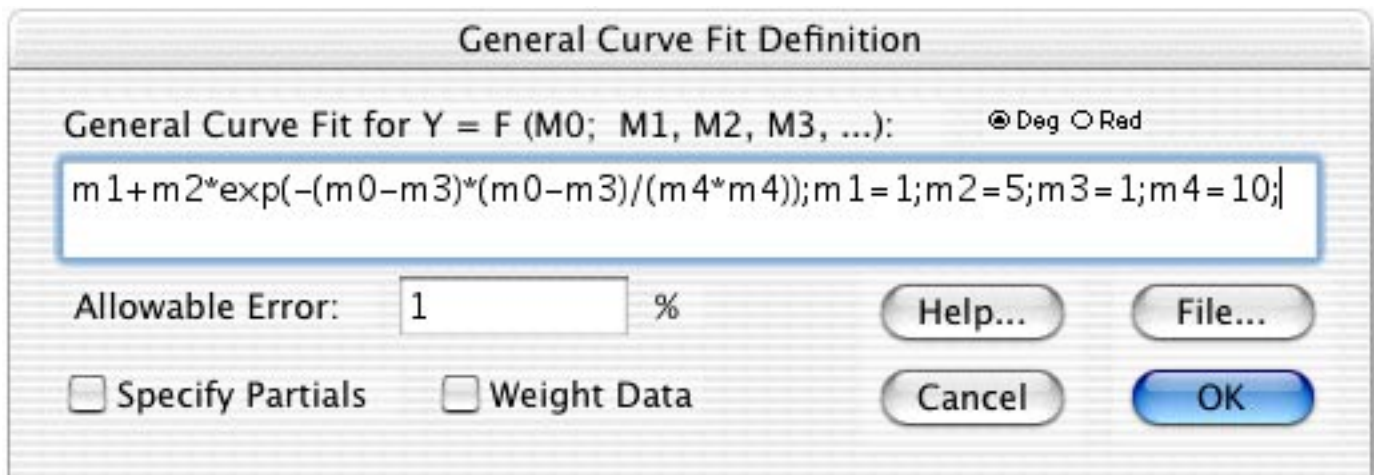 General Curve Fit Definition
General Curve Fit for Y = F (M0;  M1, M2, M3, ...): Deg Rad
m1+m2*exp(-(m0-m3)*(m0-m3)/(m4*m4));m1=1;m2=5;m3=1;m4=10;
Allowable Error: 1 % Help... File...
Specify Partials Weight Data Cancel OK